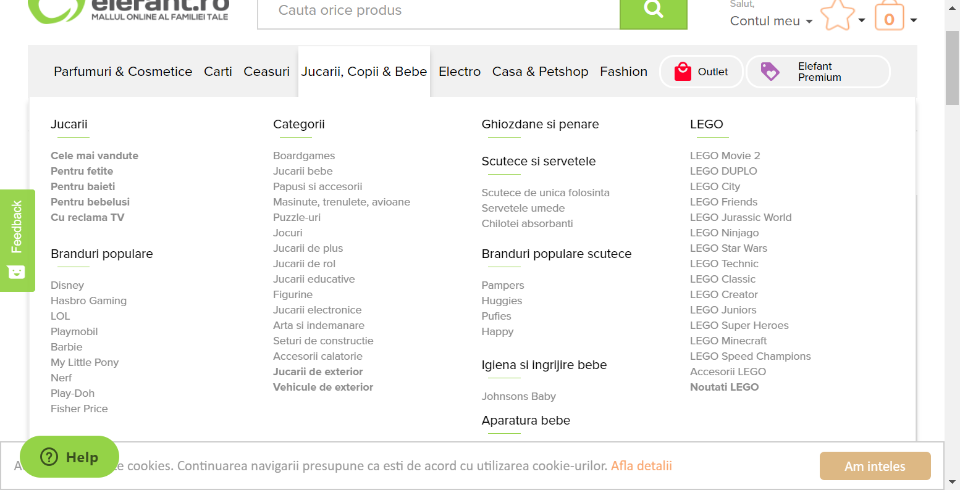 elefant.ro
MALLUL ONLINE AL FAMILIEI TALE
Cauta orice produs
Salut,
Contul meu
0
Parfumuri & Cosmetice
Carti
Ceasuri
Jucarii, Copii & Bebe
Electro
Casa & Petshop
Fashion
Outlet
Elefant
Premium
Jucarii
Cele mai vandute
Pentru fetite
Pentru baieti
Pentru bebelusi
Cu reclama TV
Branduri populare
Disney
Hasbro Gaming
LOL
Playmobil
Barbie
My Little Pony
Nerf
Play-Doh
Fisher Price
Categorii
Boardgames
Jucarii bebe
Papusi si accesorii
Masinute, trenulete, avioane
Puzzle-uri
Jocuri
Jucarii de plus
Jucarii de rol
Jucarii educative
Figurine
Jucarii electronice
Arta si indemanare
Seturi de constructie
Accesorii calatorie
Jucarii de exterior
Vehicule de exterior
Ghiozdane si penare
Scutece si servetele
Scutece de unica folosinta
Servetele umede
Chilotei absorbanti
Branduri populare scutece
Pampers
Huggies
Pufies
Happy
Igiena si ingrijire bebe
Johnsons Baby
Aparatura bebe
LEGO
LEGO Movie 2
LEGO DUPLO
LEGO City
LEGO Friends
LEGO Jurassic World
LEGO Ninjago
LEGO Star Wars
LEGO Technic
LEGO Classic
LEGO Creator
LEGO Juniors
LEGO Super Heroes
LEGO Minecraft
LEGO Speed Champions
Accesorii LEGO
Noutati LEGO
Feedback
Help
cookies. Continuarea navigarii presupune ca esti de acord cu utilizarea cookie-urilor. Afla detalii
Am inteles